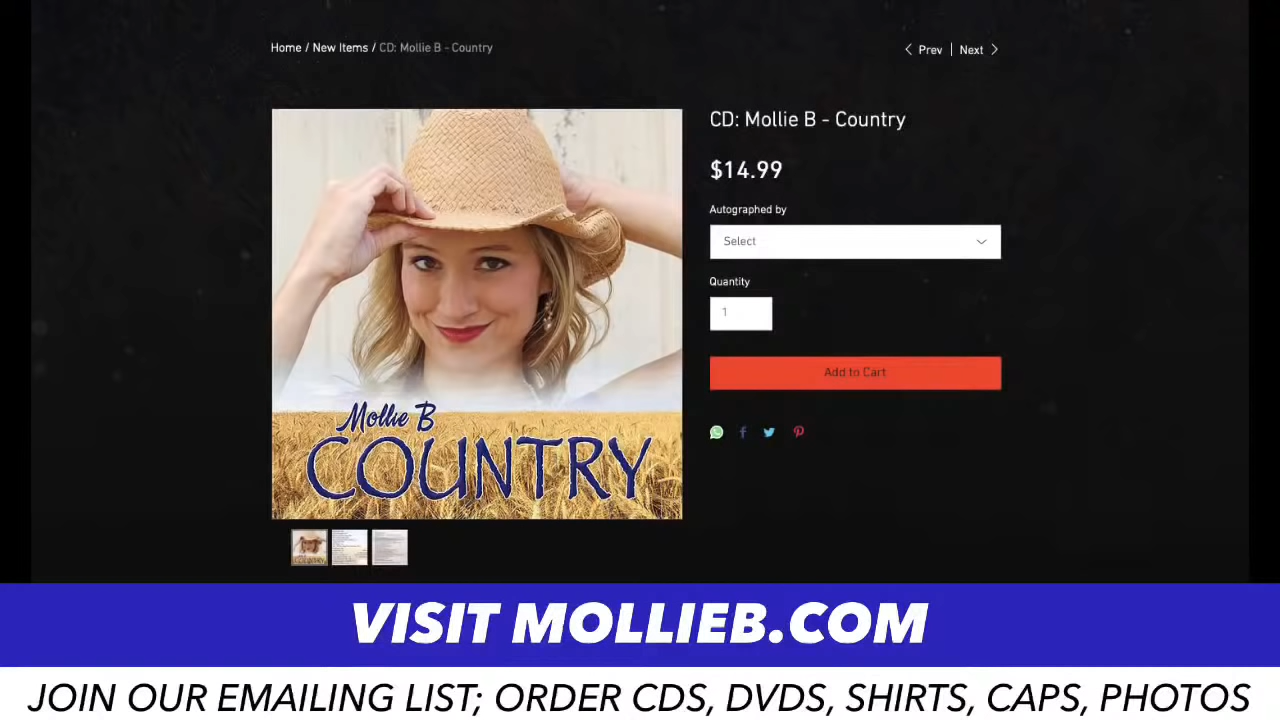 Home / New Items / CD: Mollie B - Country
Prev | Next
CD: Mollie B - Country
$14.99
Autographed by
Select
Quantity
1
Add to Cart
Mollie B
COUNTRY
VISIT MOLLIEB.COM
JOIN OUR EMAILING LIST; ORDER CDS, DVDS, SHIRTS, CAPS, PHOTOS